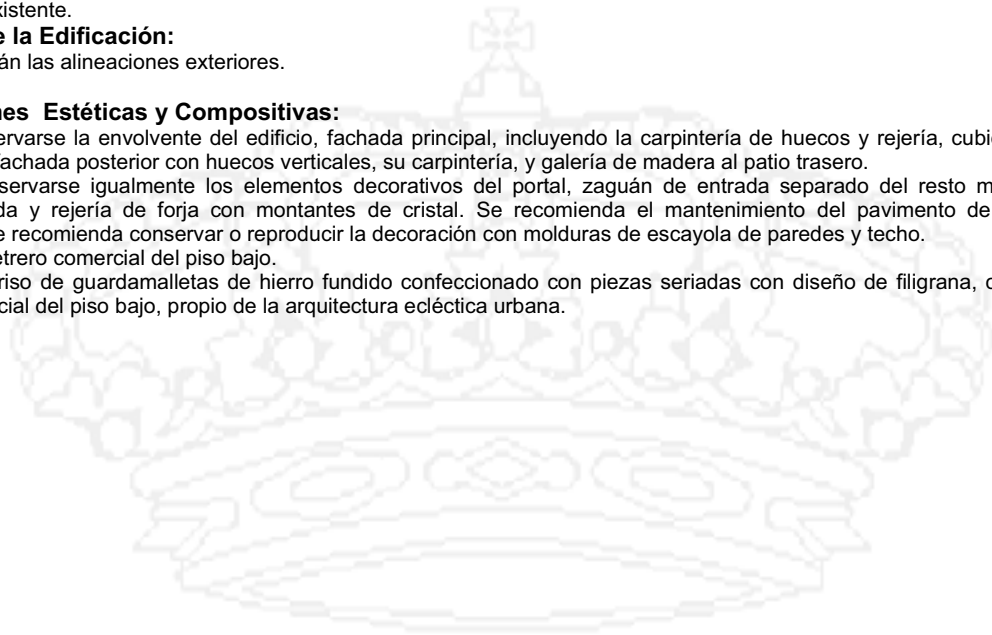 xistente.
e la Edificación:
án las alineaciones exteriores.
nes Estéticas y Compositivas:
ervarse la envolvente del edificio, fachada principal, incluyendo la carpintería de huecos y rejería, cubi
fachada posterior con huecos verticales, su carpintería, y galería de madera al patio trasero.
servarse igualmente los elementos decorativos del portal, zaguán de entrada separado del resto m
da y rejería de forja con montantes de cristal. Se recomienda el mantenimiento del pavimento de
e recomienda conservar o reproducir la decoración con molduras de escayola de paredes y techo.
etrero comercial del piso bajo.
riso de guardamalletas de hierro fundido confeccionado con piezas seriadas con diseño de filigrana, c
cial del piso bajo, propio de la arquitectura ecléctica urbana.